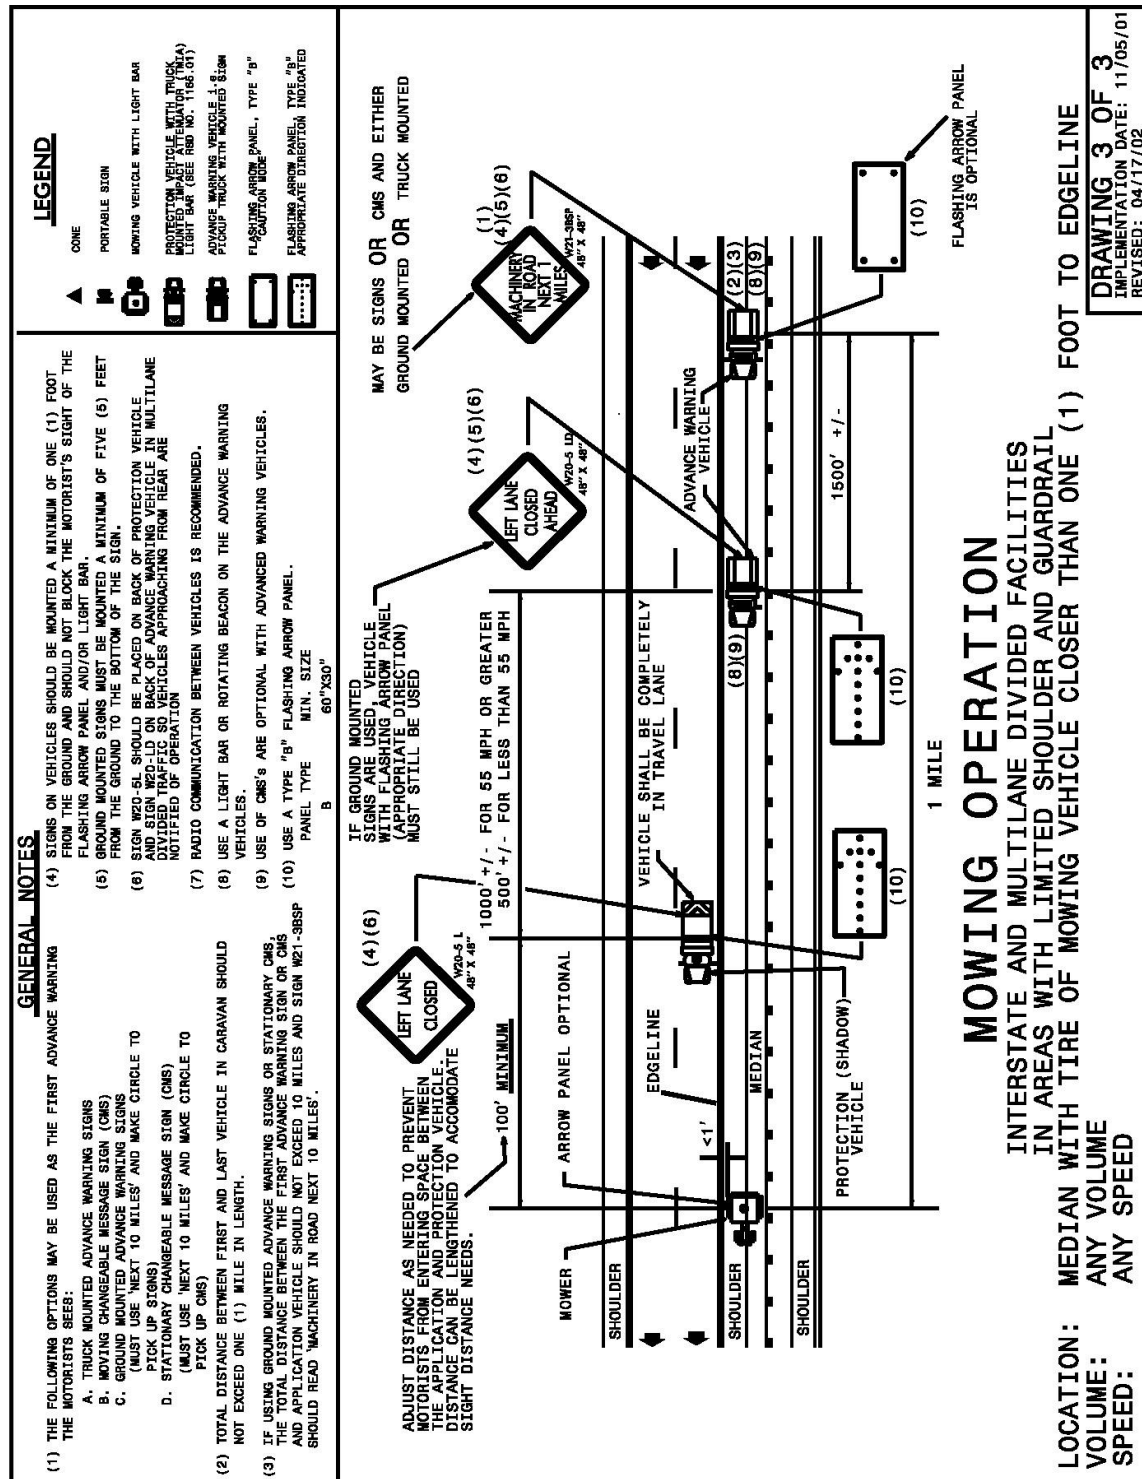 GENERAL NOTES
(1) THE FOLLOWING OPTIONS MAY BE USED AS THE FIRST ADVANCE WARNING
THE MOTORISTS SEES:
A. TRUCK MOUNTED ADVANCE WARNING SIGNS
B. MOVING CHANGEABLE MESSAGE SIGN (CMS)
C. GROUND MOUNTED ADVANCE WARNING SIGNS
(MUST USE 'NEXT 10 MILES' AND MAKE CIRCLE TO
PICK UP SIGNS)
D. STATIONARY CHANGEABLE MESSAGE SIGN (CMS)
(MUST USE 'NEXT 10 MILES' AND MAKE CIRCLE TO
PICK UP CMS)
(2) TOTAL DISTANCE BETWEEN FIRST AND LAST VEHICLE IN CARAVAN SHOULD
NOT EXCEED ONE (1) MILE IN LENGTH.
(3) IF USING GROUND MOUNTED ADVANCE WARNING SIGNS OR STATIONARY CMS,
THE TOTAL DISTANCE BETWEEN THE FIRST ADVANCE WARNING SIGN OR CMS
AND APPLICATION VEHICLE SHOULD NOT EXCEED 10 MILES AND SIGN W21-3BSP
SHOULD READ 'MACHINERY IN ROAD NEXT 10 MILES'.
(4) SIGNS ON VEHICLES SHOULD BE MOUNTED A MINIMUM OF ONE (1) FOOT
FROM THE GROUND AND SHOULD NOT BLOCK THE MOTORIST'S SIGHT OF THE
FLASHING ARROW PANEL AND/OR LIGHT BAR.
(5) GROUND MOUNTED SIGNS MUST BE MOUNTED A MINIMUM OF FIVE (5) FEET
FROM THE GROUND TO THE BOTTOM OF THE SIGN.
(6) SIGN W20-5L SHOULD BE PLACED ON BACK OF PROTECTION VEHICLE
AND SIGN W20-LD ON BACK OF ADVANCE WARNING VEHICLE IN MULTILANE
DIVIDED TRAFFIC SO VEHICLES APPROACHING FROM REAR ARE
NOTIFIED OF OPERATION
(7) RADIO COMMUNICATION BETWEEN VEHICLES IS RECOMMENDED.
(8) USE A LIGHT BAR OR ROTATING BEACON ON THE ADVANCE WARNING
VEHICLES.
(9) USE OF CMS's ARE OPTIONAL WITH ADVANCED WARNING VEHICLES.
(10) USE A TYPE "B" FLASHING ARROW PANEL.
PANEL TYPE MIN. SIZE
B 60"X30"
LEGEND
CONE
PORTABLE SIGN
MOWING VEHICLE WITH LIGHT BAR
PROTECTION VEHICLE WITH TRUCK
MOUNTED IMPACT ATTENUATOR (TMIA)
LIGHT BAR (SEE RBD NO. 1166.01)
ADVANCE WARNING VEHICLE i.e.
PICKUP TRUCK WITH MOUNTED SIGN
FLASHING ARROW PANEL, TYPE "B"
"CAUTION MODE"
FLASHING ARROW PANEL, TYPE "B"
APPROPRIATE DIRECTION INDICATED
ADJUST DISTANCE AS NEEDED TO PREVENT
MOTORISTS FROM ENTERING SPACE BETWEEN
THE APPLICATION AND PROTECTION VEHICLE.
DISTANCE CAN BE LENGTHENED TO ACCOMODATE
SIGHT DISTANCE NEEDS.
LEFT LANE
CLOSED
(4)(6)
W20-5 L
48" X 48"
IF GROUND MOUNTED
SIGNS ARE USED, VEHICLE
WITH FLASHING ARROW PANEL
(APPROPRIATE DIRECTION)
MUST STILL BE USED
LEFT LANE
CLOSED
AHEAD
(4)(5)(6)
W20-5 LD
48" X 48"
MAY BE SIGNS OR CMS AND EITHER
GROUND MOUNTED OR TRUCK MOUNTED
MACHINERY
IN ROAD
NEXT 1
MILES
(1)
(4)(5)(6)
W21-3BSP
48" X 48"
100' MINIMUM
1000' +/- FOR 55 MPH OR GREATER
500' +/- FOR LESS THAN 55 MPH
MOWER
ARROW PANEL OPTIONAL
EDGELINE
VEHICLE SHALL BE COMPLETELY
IN TRAVEL LANE
ADVANCE WARNING
VEHICLE
SHOULDER
<1'
SHOULDER
MEDIAN
(8)(9)
(2)(3)
(8)(9)
SHOULDER
PROTECTION (SHADOW)
VEHICLE
(10)
(10)
1500' +/-
(10)
FLASHING ARROW PANEL
IS OPTIONAL
1 MILE
MOWING OPERATION
INTERSTATE AND MULTILANE DIVIDED FACILITIES
IN AREAS WITH LIMITED SHOULDER AND GUARDRAIL
LOCATION: MEDIAN WITH TIRE OF MOWING VEHICLE CLOSER THAN ONE (1) FOOT TO EDGELINE
VOLUME: ANY VOLUME
SPEED: ANY SPEED
DRAWING 3 OF 3
IMPLEMENTATION DATE: 11/05/01
REVISED: 04/17/02